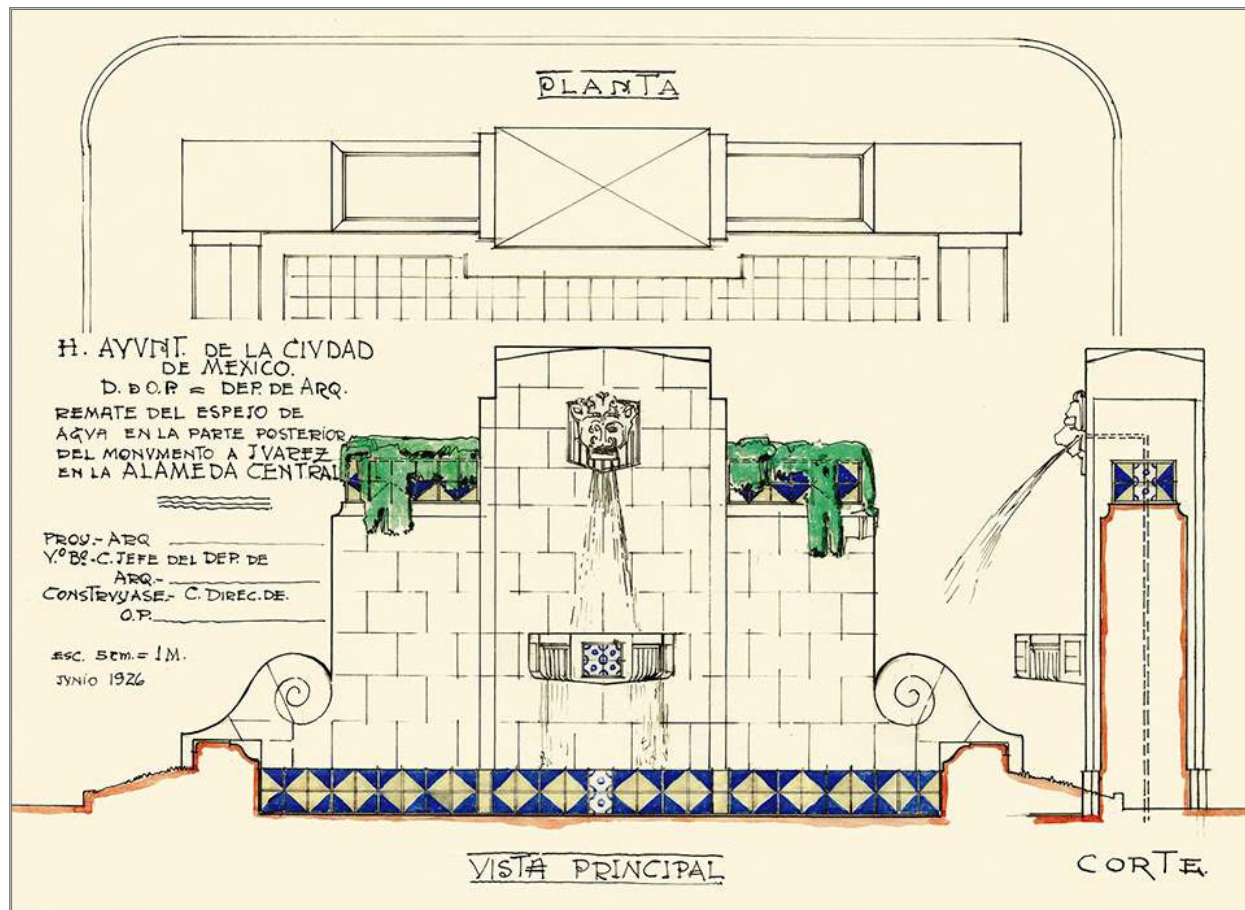 PLANTA
H. AYVNT. DE LA CIVDAD
DE MEXICO.
D. D O.P. = DEP. DE ARQ.
REMATE DEL ESPEJO DE
AGVA EN LA PARTE POSTERIOR
DEL MONVMENTO A JVAREZ
EN LA ALAMEDA CENTRAL
PROY.- ARQ
Vº Bº.- C. JEFE DEL DEP. DE
ARQ.-
CONSTRVYASE.- C. DIREC. DE.
O.P.
ESC. 5 cm. = 1 M.
JVNIO 1926
VISTA PRINCIPAL
CORTE.